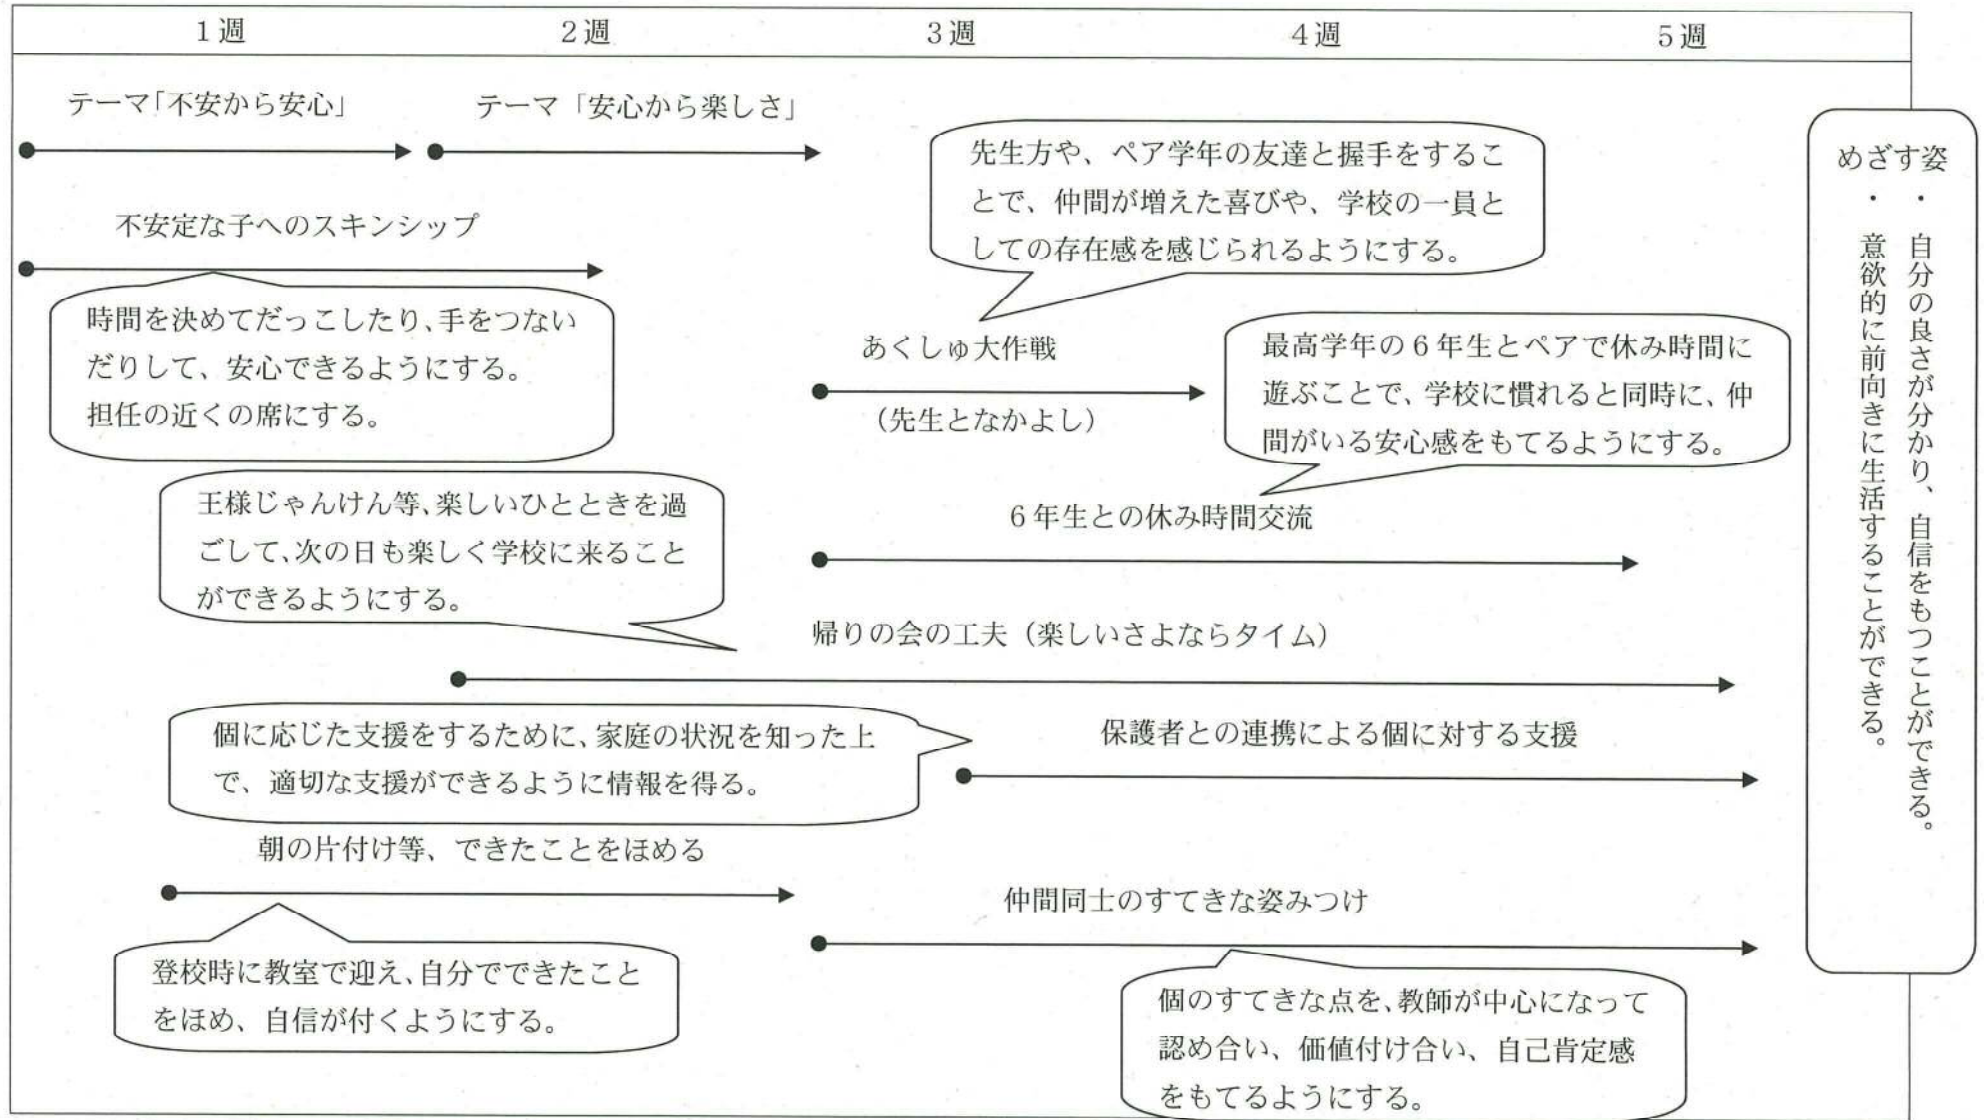 1週 2週 3週 4週 5週
テーマ「不安から安心」
テーマ「安心から楽しさ」
先生方や、ペア学年の友達と握手をするこ
とで、仲間が増えた喜びや、学校の一員と
しての存在感を感じられるようにする。
不安定な子へのスキンシップ
時間を決めてだっこしたり、手をつない
だりして、安心できるようにする。
担任の近くの席にする。
あくしゅ大作戦
(先生となかよし)
最高学年の6年生とペアで休み時間に
遊ぶことで、学校に慣れると同時に、仲
間がいる安心感をもてるようにする。
王様じゃんけん等、楽しいひとときを過
ごして、次の日も楽しく学校に来ること
ができるようにする。
6年生との休み時間交流
帰りの会の工夫(楽しいさよならタイム)
個に応じた支援をするために、家庭の状況を知った上
で、適切な支援ができるように情報を得る。
保護者との連携による個に対する支援
朝の片付け等、できたことをほめる
仲間同士のすてきな姿みつけ
登校時に教室で迎え、自分でできたこと
をほめ、自信が付くようにする。
個のすてきな点を、教師が中心になって
認め合い、価値付け合い、自己肯定感
をもてるようにする。
めざす姿
・自分の良さが分かり、自信をもつことができる。
・意欲的に前向きに生活することができる。